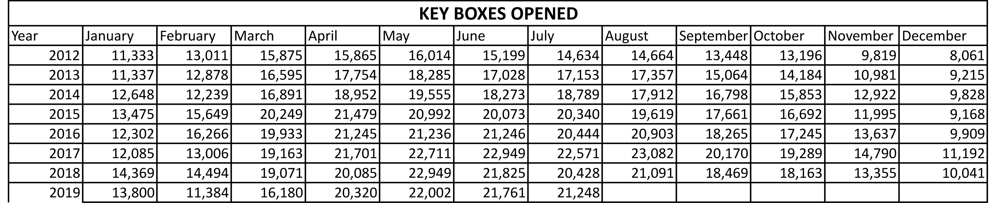 KEY BOXES OPENED
Year January February March April May June July August September October November December
2012 11,333 13,011 15,875 15,865 16,014 15,199 14,634 14,664 13,448 13,196 9,819 8,061
2013 11,337 12,878 16,595 17,754 18,285 17,028 17,153 17,357 15,064 14,184 10,981 9,215
2014 12,648 12,239 16,891 18,952 19,555 18,273 18,789 17,912 16,798 15,853 12,922 9,828
2015 13,475 15,649 20,249 21,479 20,992 20,073 20,340 19,619 17,661 16,692 11,995 9,168
2016 12,302 16,266 19,933 21,245 21,236 21,246 20,444 20,903 18,265 17,245 13,637 9,909
2017 12,085 13,006 19,163 21,701 22,711 22,949 22,571 23,082 20,170 19,289 14,790 11,192
2018 14,369 14,494 19,071 20,085 22,949 21,825 20,428 21,091 18,469 18,163 13,355 10,041
2019 13,800 11,384 16,180 20,320 22,002 21,761 21,248